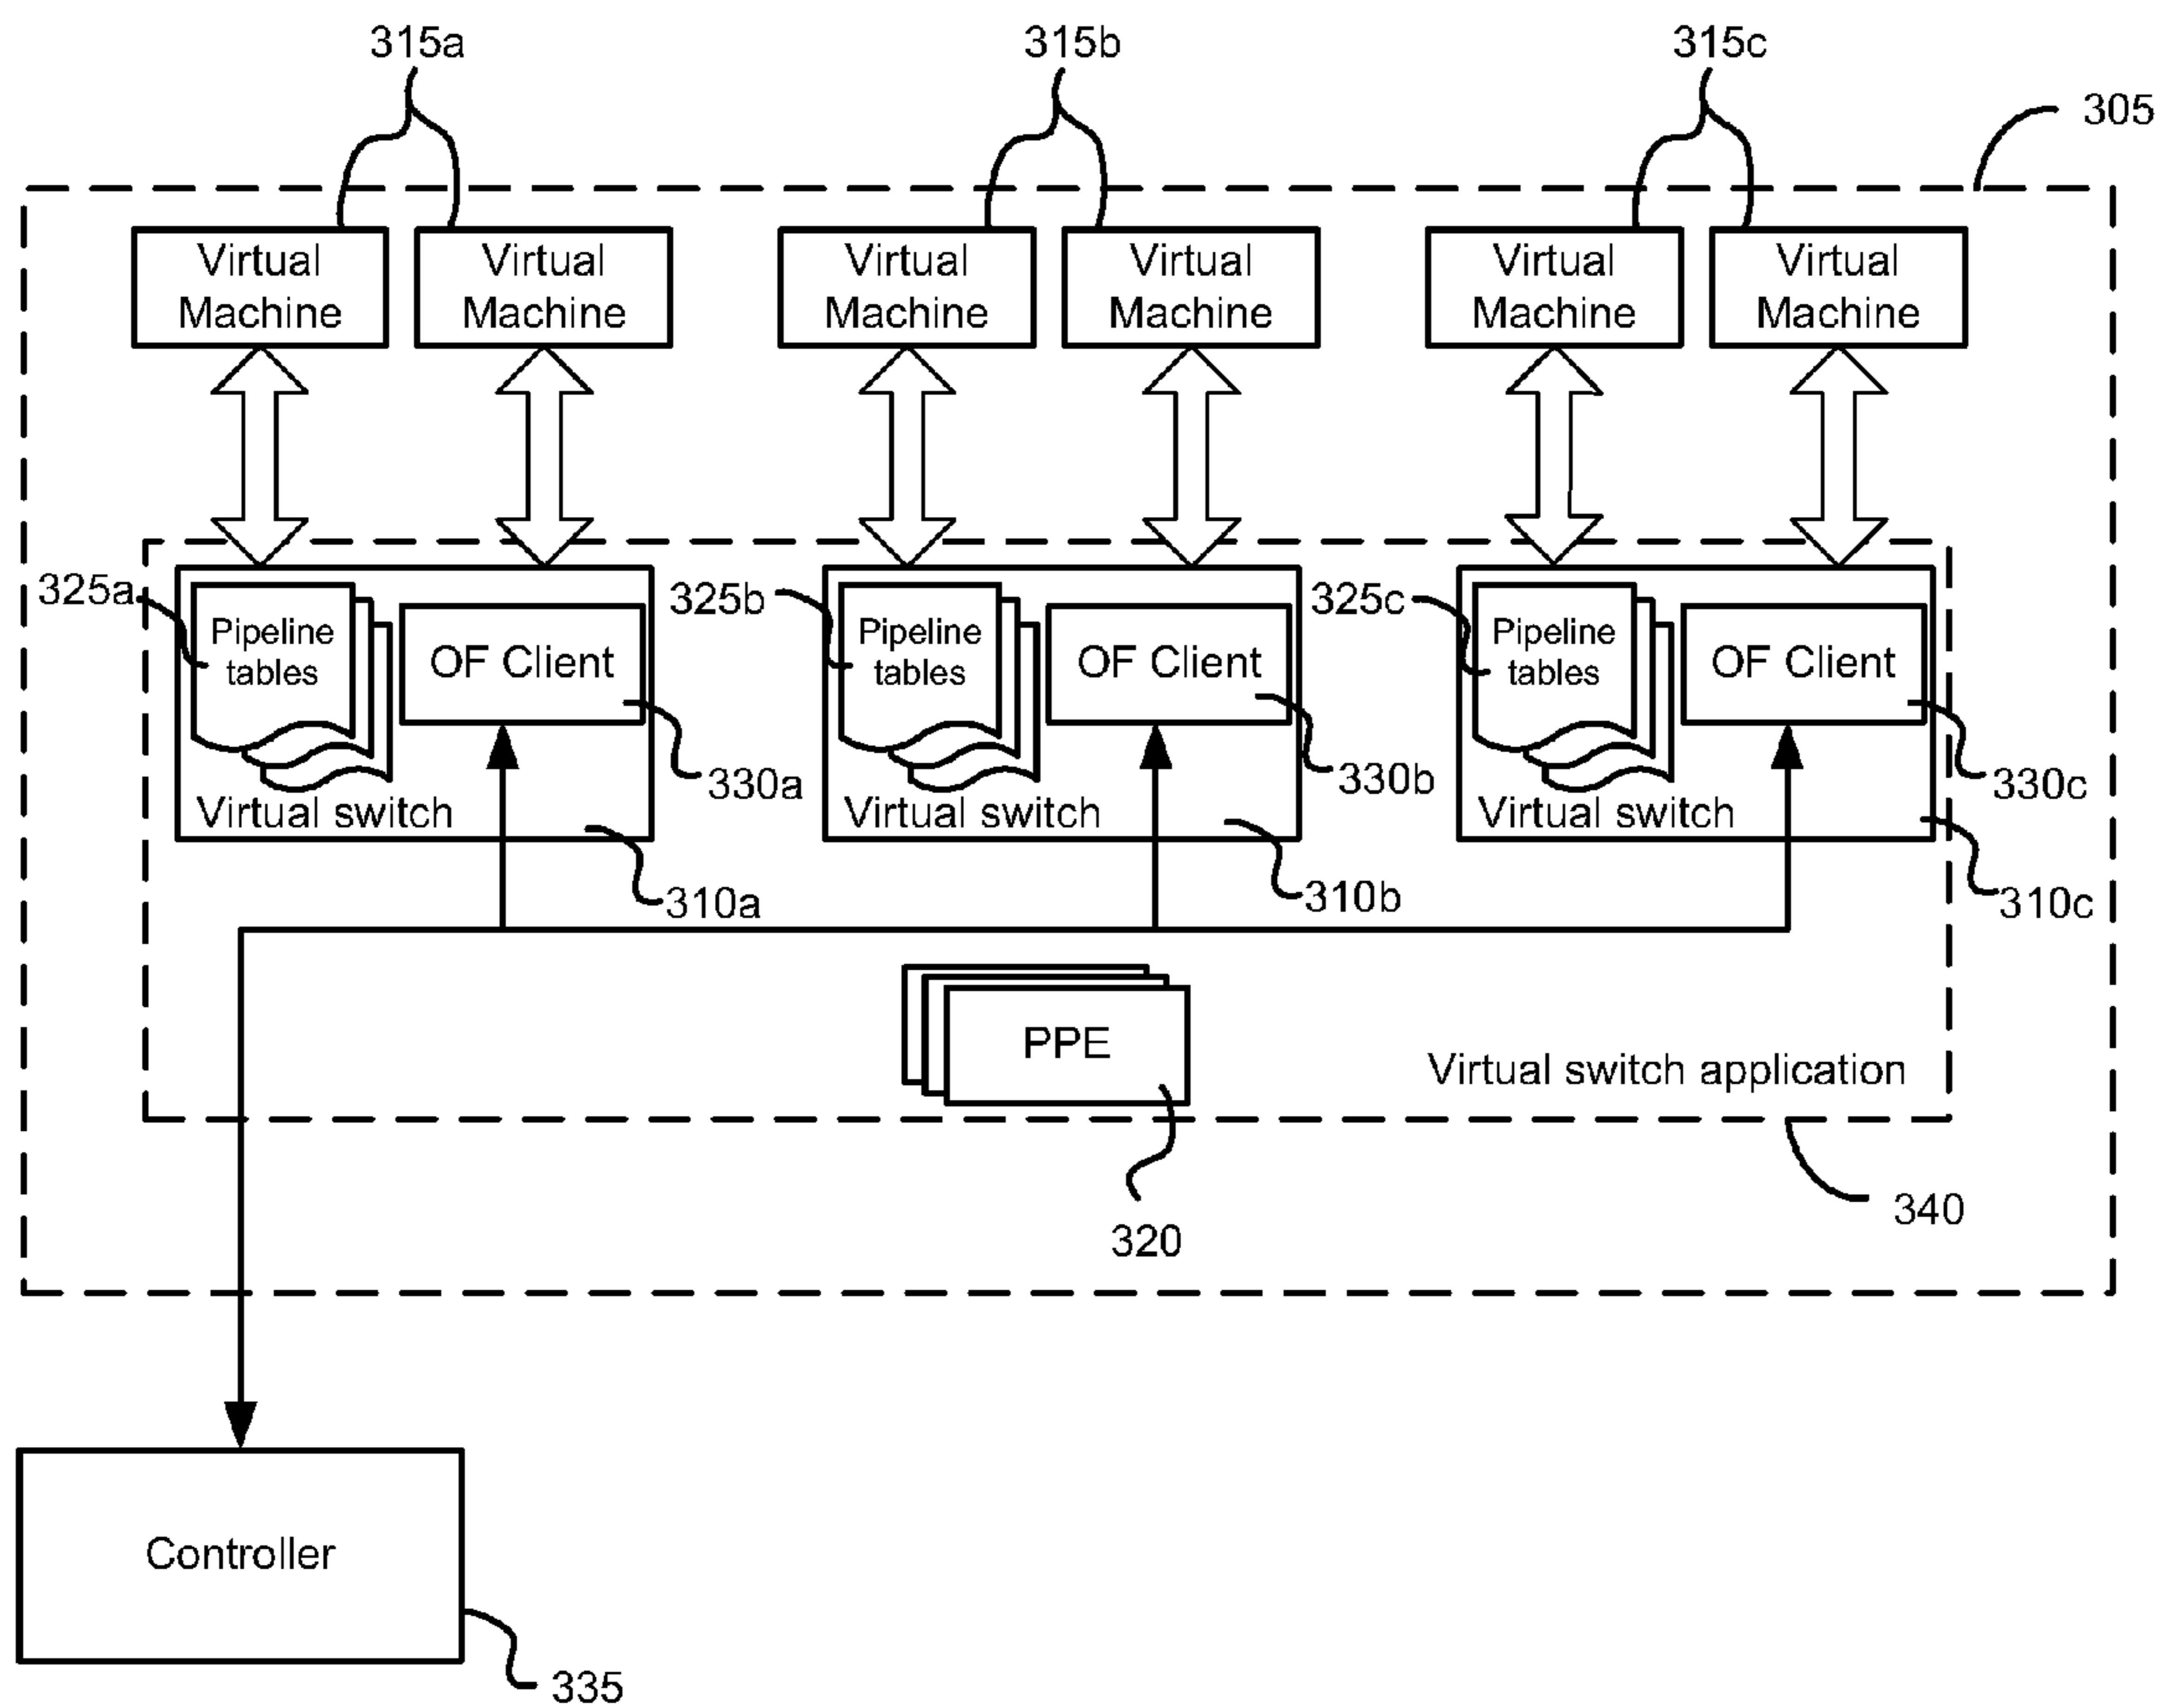 315a
315b
315c
305
Virtual
Machine
Virtual
Machine
Virtual
Machine
Virtual
Machine
Virtual
Machine
Virtual
Machine
325a
Pipeline
tables
OF Client
330a
Virtual switch
310a
325b
Pipeline
tables
OF Client
330b
Virtual switch
310b
325c
Pipeline
tables
OF Client
330c
Virtual switch
310c
PPE
320
Virtual switch application
340
Controller
335